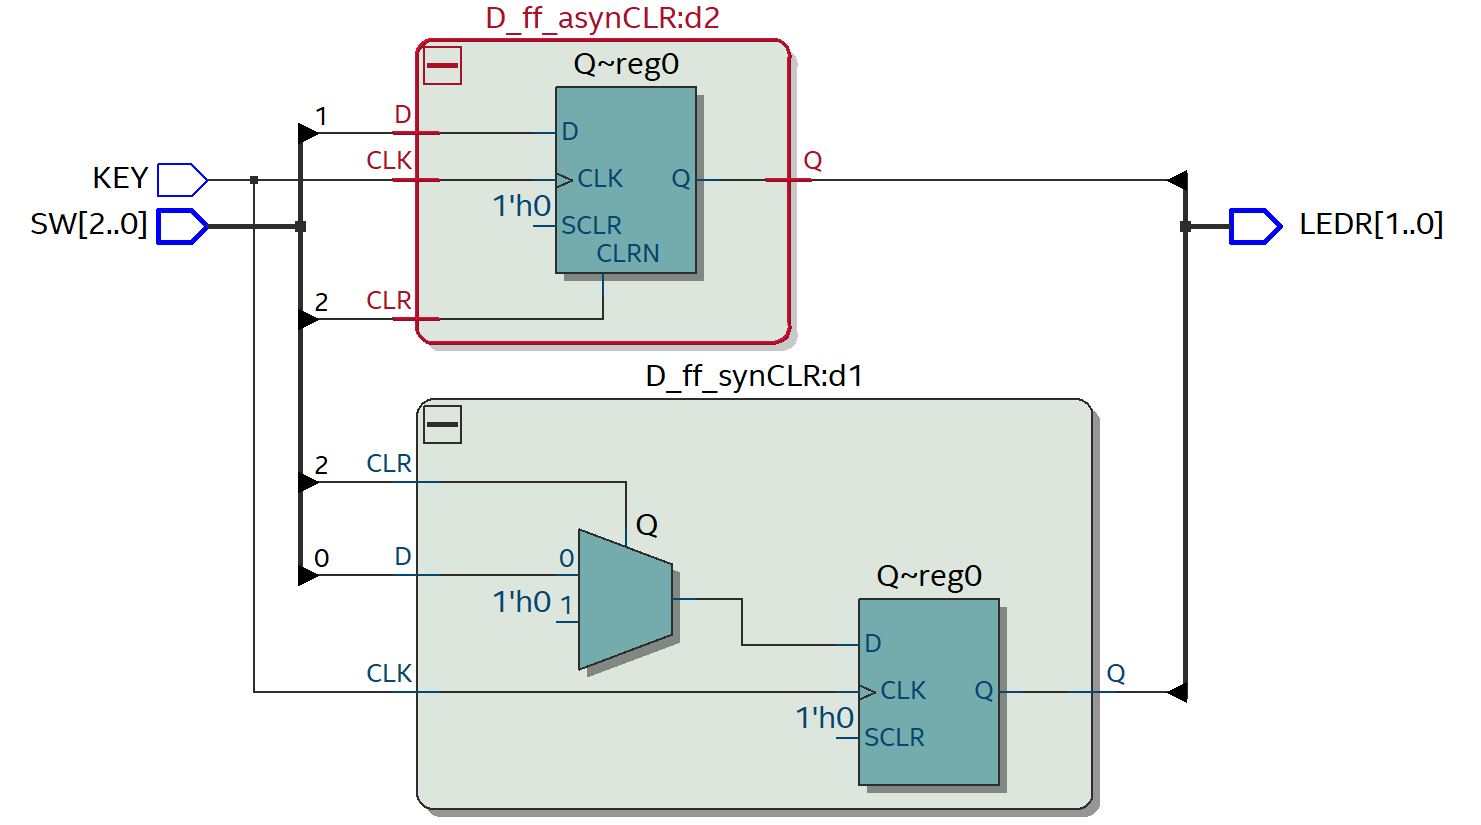 D_ff_asynCLR:d2
Q~reg0
1
D
D
KEY
CLK
CLK
Q
Q
1'h0
SCLR
SW[2..0]
LEDR[1..0]
CLRN
2
CLR
D_ff_synCLR:d1
2
CLR
Q
0
D
0
1'h0
1
Q~reg0
D
CLK
CLK
Q
Q
1'h0
SCLR